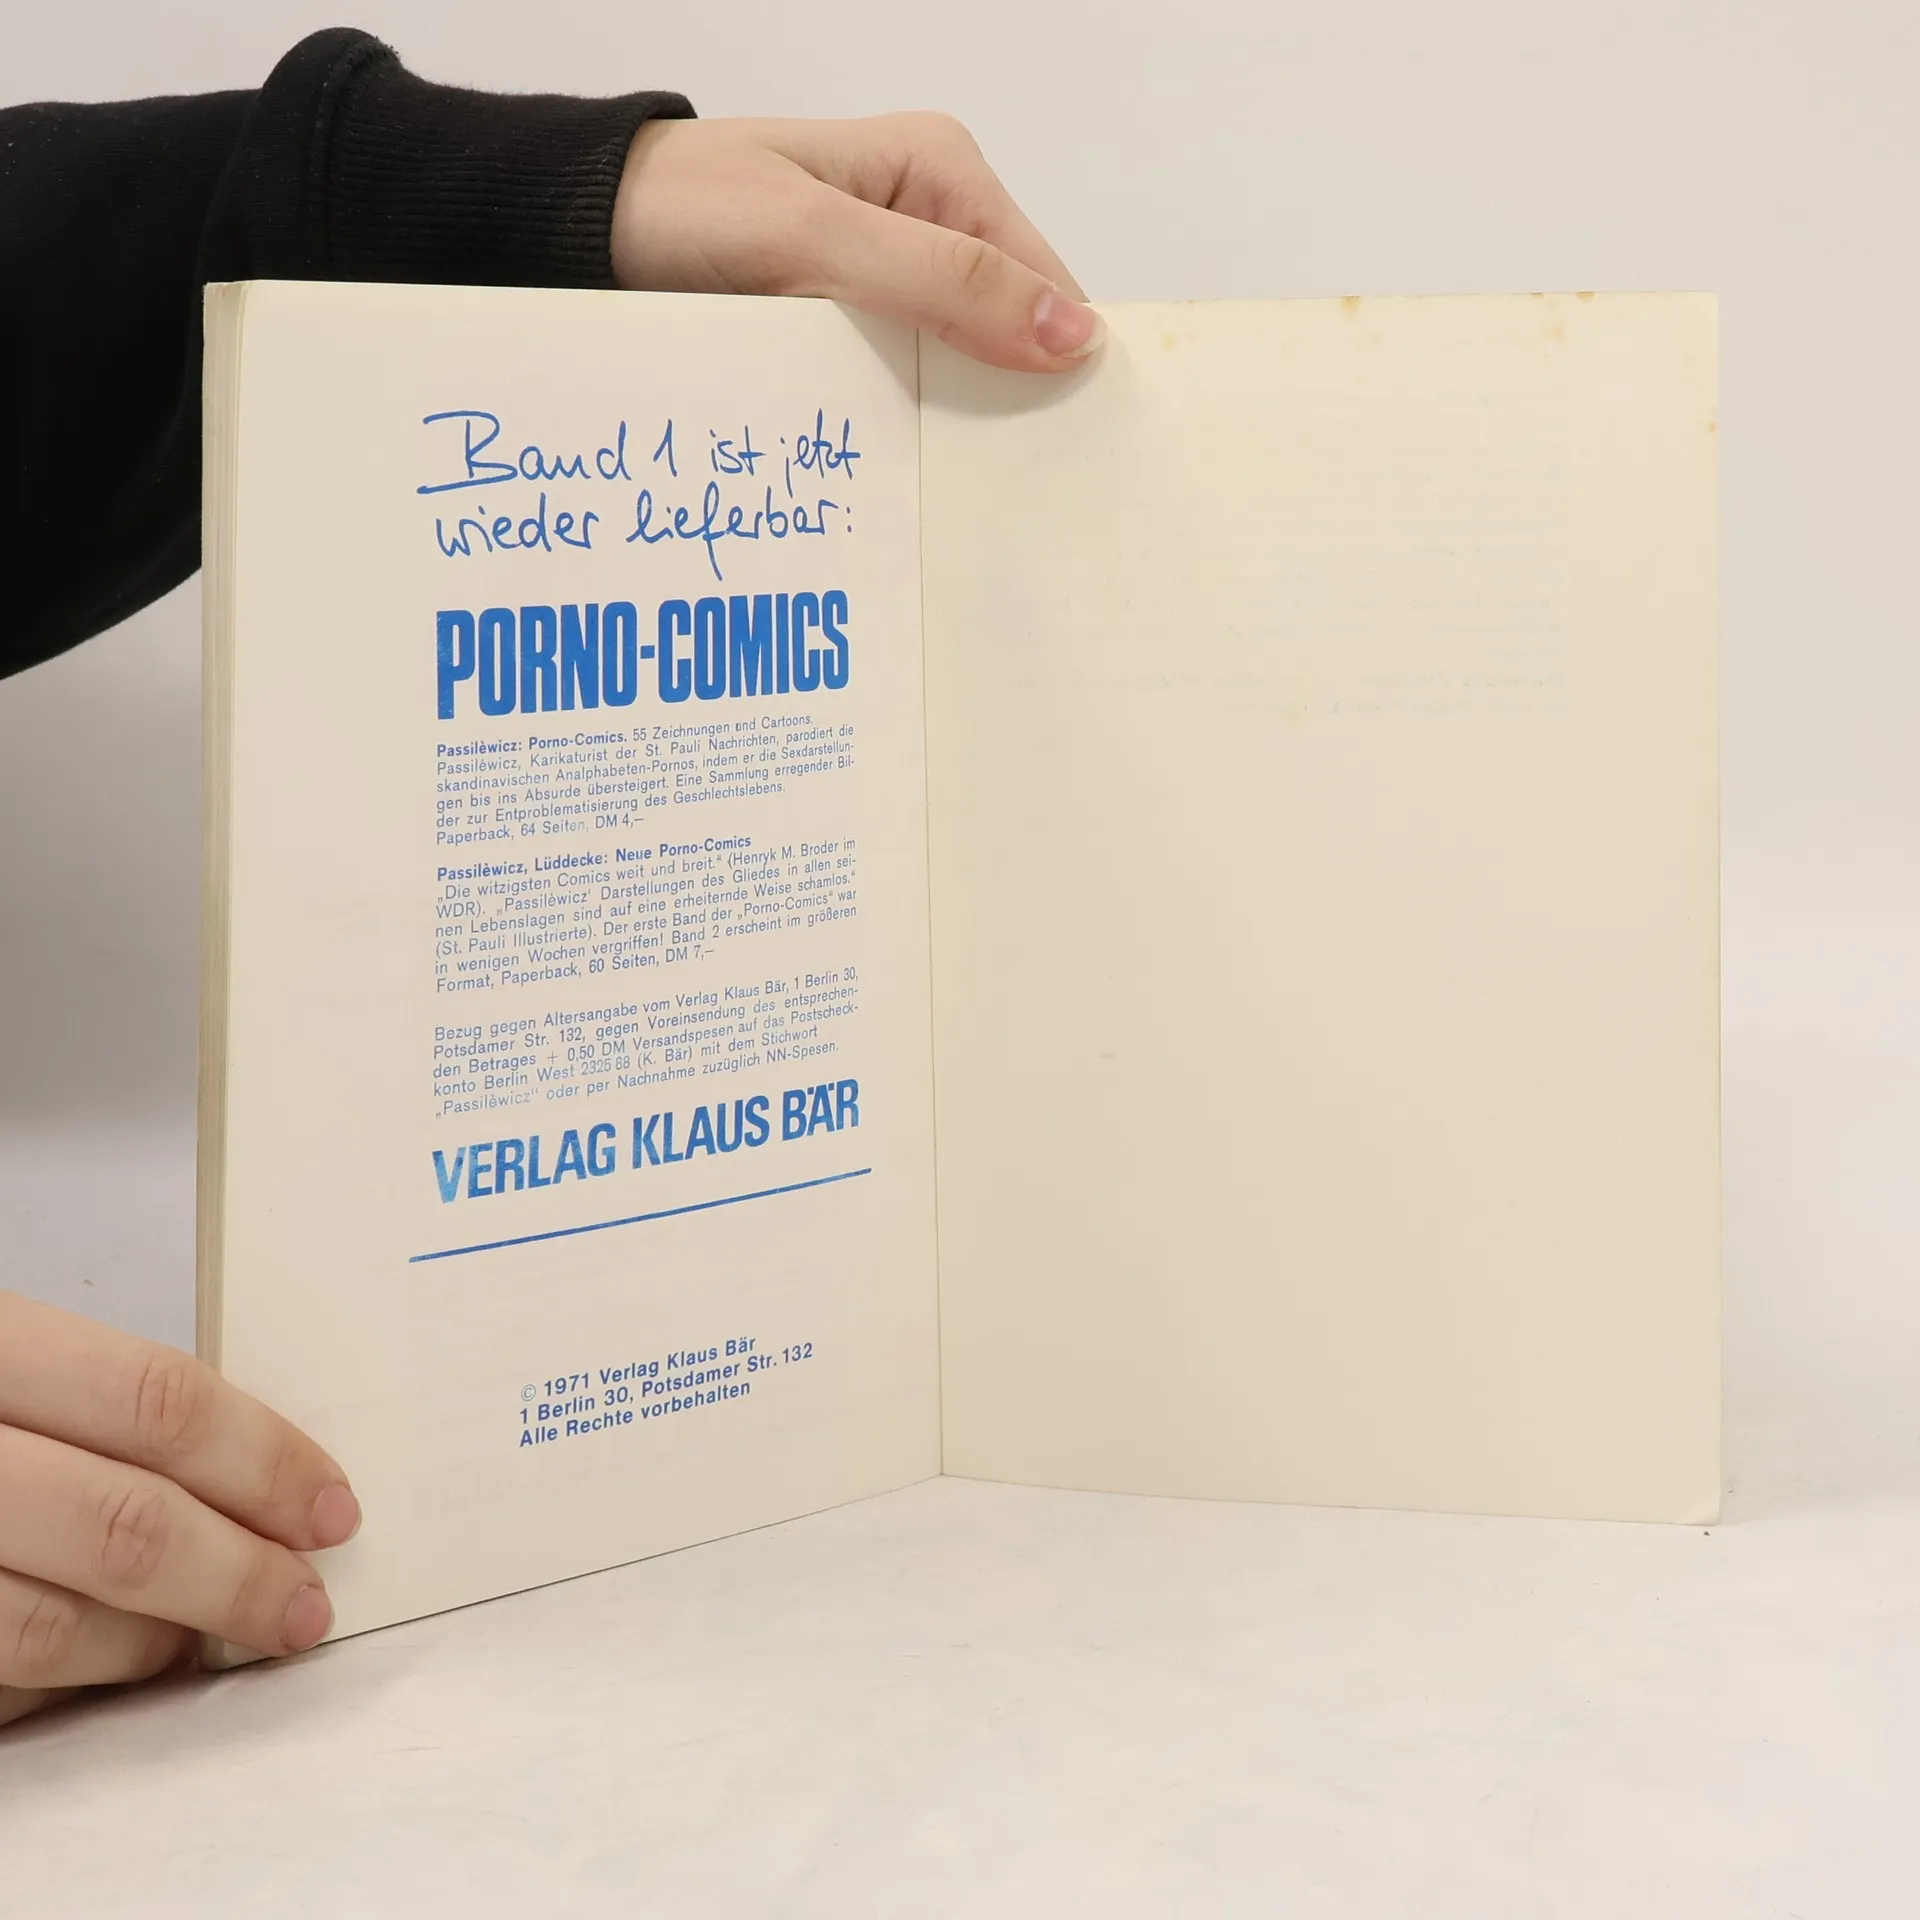 Band 1 ist jetzt
wieder lieferbar:
PORNO-COMICS
Passilèwicz: Porno-Comics. 55 Zeichnungen und Cartoons.
Passilèwicz, Karikaturist der St. Pauli Nachrichten, parodiert die
skandinavischen Analphabeten-Pornos, indem er die Sexdarstellun-
gen bis ins Absurde übersteigert. Eine Sammlung erregender Bil-
der zur Entproblematisierung des Geschlechtslebens.
Paperback, 64 Seiten, DM 4,—
Passilèwicz, Lüddecke: Neue Porno-Comics
„Die witzigsten Comics weit und breit.“ (Henryk M. Broder im
WDR). „Passilèwicz' Darstellungen des Gliedes in allen sei-
nen Lebenslagen sind auf eine erheiternde Weise schamlos.“
(St. Pauli Illustrierte). Der erste Band der „Porno-Comics“ war
in wenigen Wochen vergriffen! Band 2 erscheint im größeren
Format, Paperback, 60 Seiten, DM 7,—
Bezug gegen Altersangabe vom Verlag Klaus Bär, 1 Berlin 30,
Potsdamer Str. 132, gegen Voreinsendung des entsprechen-
den Betrages + 0,50 DM Versandspesen auf das Postscheck-
konto Berlin West 2325 88 (K. Bär) mit dem Stichwort
„Passilèwicz“ oder per Nachnahme zuzüglich NN-Spesen.
VERLAG KLAUS BÄR
© 1971 Verlag Klaus Bär
1 Berlin 30, Potsdamer Str. 132
Alle Rechte vorbehalten